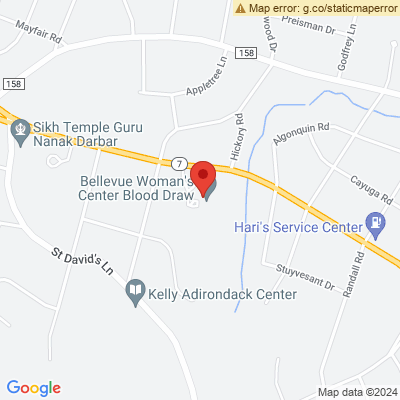 Map error: g.co/staticmaperror
Preisman Dr
Mayfair Rd
wood Dr
Godfrey Ln
158
Appletree Ln
158
Hickory Rd
Algonquin Rd
Sikh Temple Guru
Nanak Darbar
7
Bellevue Woman's
Center Blood Draw
Cayuga Rd
Hari's Service Center
St David's Ln
Stuyvesant Dr
Randall Rd
Kelly Adirondack Center
Google
Map data ©2024